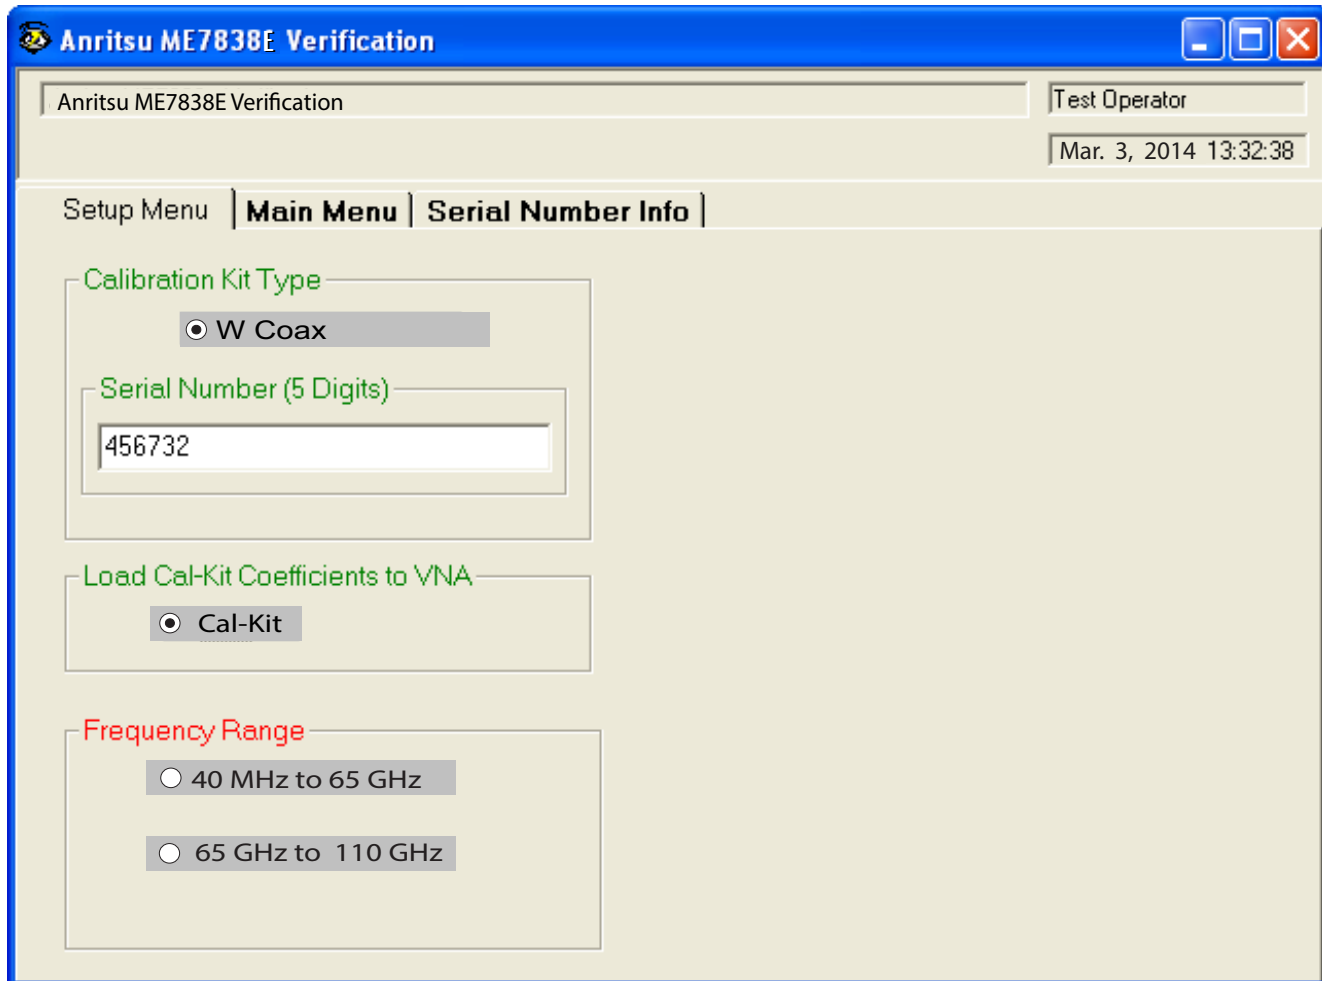 Anritsu ME7838E Verification
Anritsu ME7838E Verification
Test Operator
Mar. 3, 2014 13:32:38
Setup Menu Main Menu Serial Number Info
Calibration Kit Type
W Coax
Serial Number (5 Digits)
456732
Load Cal-Kit Coefficients to VNA
Cal-Kit
Frequency Range
40 MHz to 65 GHz
65 GHz to 110 GHz